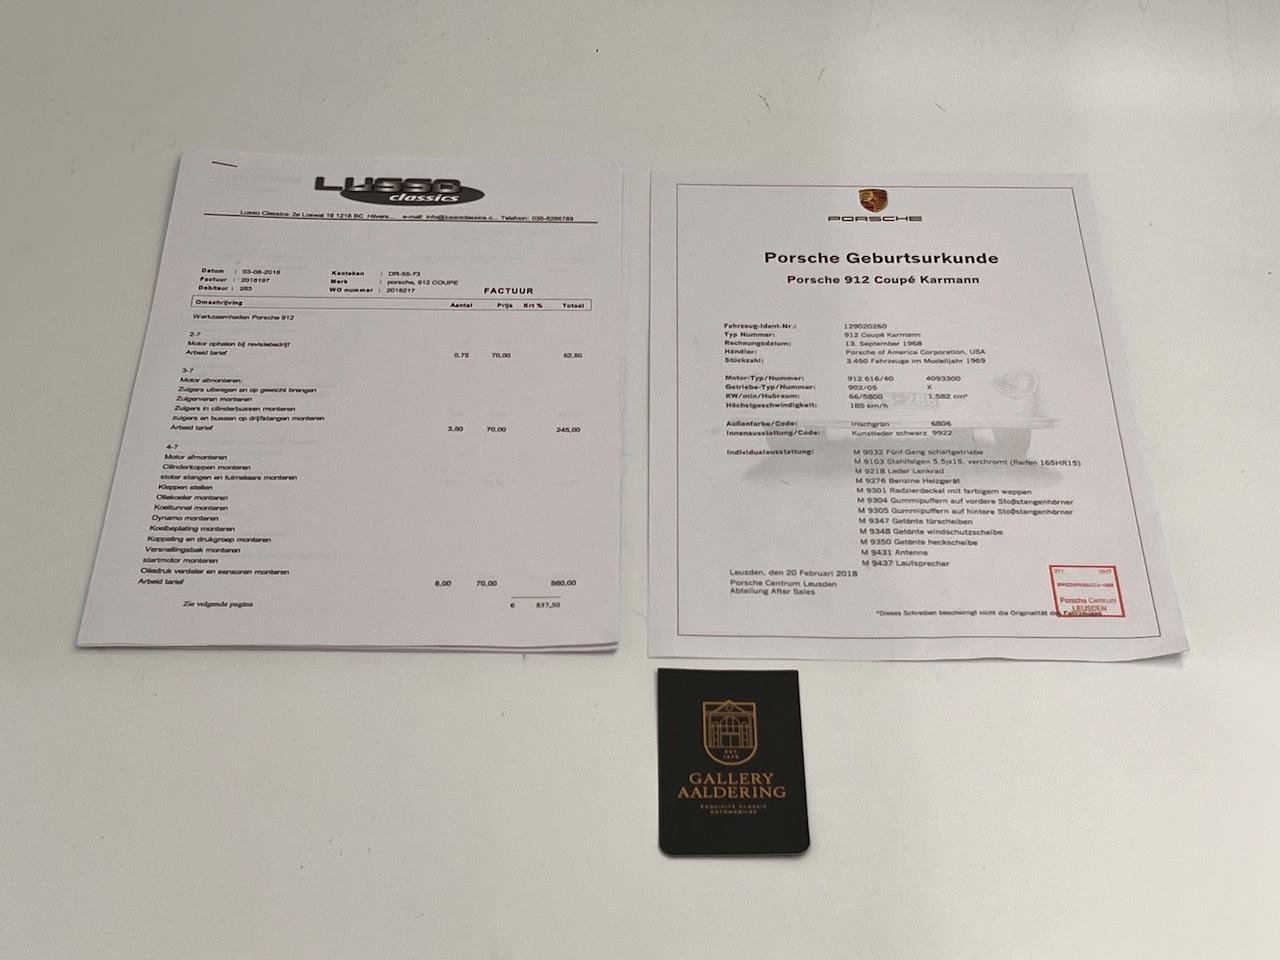 LUSSO
classics
Lusso Classics: 2e Loswal 16 1216 BC Hilvers... e-mail: info@lussoclassics.c... Telefoon: 035-5286789
Datum : 03-08-2018 Kenteken : DR-55-73
Factuur : 2018197 Merk : porsche, 912 COUPE
Debiteur : 283 WO nummer : 2018217 FACTUUR
Omschrijving Aantal Prijs Krt % Totaal
Werkzaamheden Porsche 912
2-7
Motor ophalen bij revisiebedrijf
Arbeid tarief 0,75 70,00 52,50
3-7
Motor afmonteren:
Zuigers uitwegen en op gewicht brengen
Zuigerveren monteren
Zuigers in cilinderbussen monteren
zuigers en bussen op drijfstangen monteren
Arbeid tarief 3,50 70,00 245,00
4-7
Motor afmonteren
Cilinderkoppen monteren
stoter stangen en tuimelaars monteren
Kleppen stellen
Oliekoeler monteren
Koeltunnel monteren
Dynamo monteren
Koelbeplating monteren
Koppeling en drukgroep monteren
Versnellingsbak monteren
startmotor monteren
Oliedruk verdeler en sensoren monteren
Arbeid tarief 8,00 70,00 560,00
Zie volgende pagina € 857,50
PORSCHE
Porsche Geburtsurkunde
Porsche 912 Coupé Karmann
Fahrzeug-Ident-Nr.: 129020260
Typ Nummer: 912 Coupé Karmann
Rechnungsdatum: 13. September 1968
Händler: Porsche of America Corporation, USA
Stückzahl: 3.450 Fahrzeuge im Modelljahr 1969
Motor-Typ/Nummer: 912 616/40 4093300
Getriebe-Typ/Nummer: 902/05 X
KW/min/Hubraum: 66/5800 1.582 cm³
Höchstgeschwindigkeit: 185 km/h
Außenfarbe/Code: Irischgrün 6806
Innenausstattung/Code: Kunstleder schwarz 9922
Individualausstattung: M 9032 Fünf Gang schaltgetriebe
M 9103 Stahlfelgen 5.5jx15, verchromt (Reifen 165HR15)
M 9218 Leder Lenkrad
M 9276 Benzine Heizgerät
M 9301 Radzierdeckel mit farbigem wappen
M 9304 Gummipuffern auf vordere Stoßstangenhörner
M 9305 Gummipuffern auf hintere Stoßstangenhörner
M 9347 Getönte türscheiben
M 9348 Getönte windschutzscheibe
M 9350 Getönte heckscheibe
M 9431 Antenne
M 9437 Lautsprecher
Leusden, den 20 Februari 2018
Porsche Centrum Leusden
Abteilung After Sales
PORSCHE
Porsche Centrum
LEUSDEN
*Dieses Schreiben bescheinigt nicht die Originalität des Fahrzeuges
EST.
GALLERY
AALDERING
EXQUISITE CLASSIC
AUTOMOBILES